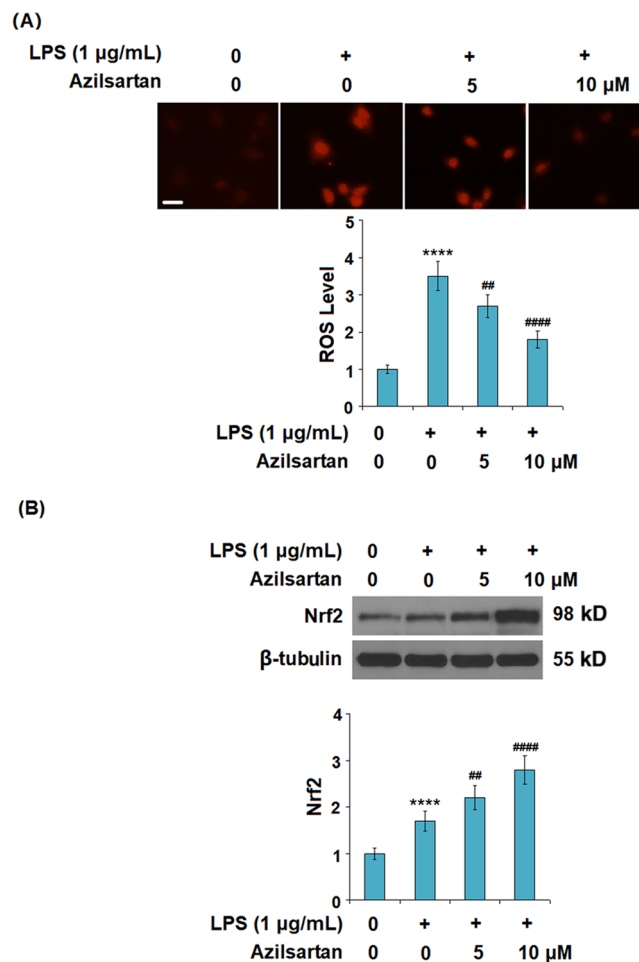 (A)
LPS (1 µg/mL) 0 + + +
Azilsartan 0 0 5 10 µM
5
4
3
2
1
0
ROS Level
****
##
####
LPS (1 µg/mL) 0 + + +
Azilsartan 0 0 5 10 µM
(B)
LPS (1 µg/mL) 0 + + +
Azilsartan 0 0 5 10 µM
Nrf2 98 kD
β-tubulin 55 kD
4
3
2
1
0
Nrf2
****
##
####
LPS (1 µg/mL) 0 + + +
Azilsartan 0 0 5 10 µM